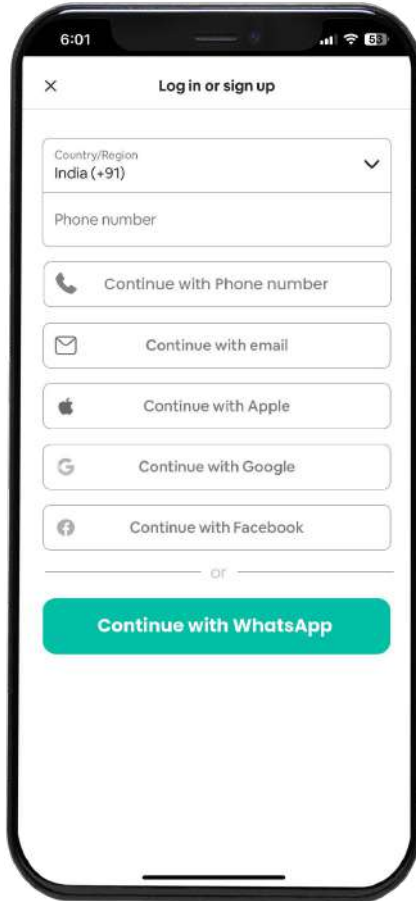 6:01
53
Log in or sign up
Country/Region
India (+91)
Phone number
Continue with Phone number
Continue with email
Continue with Apple
Continue with Google
Continue with Facebook
or
Continue with WhatsApp